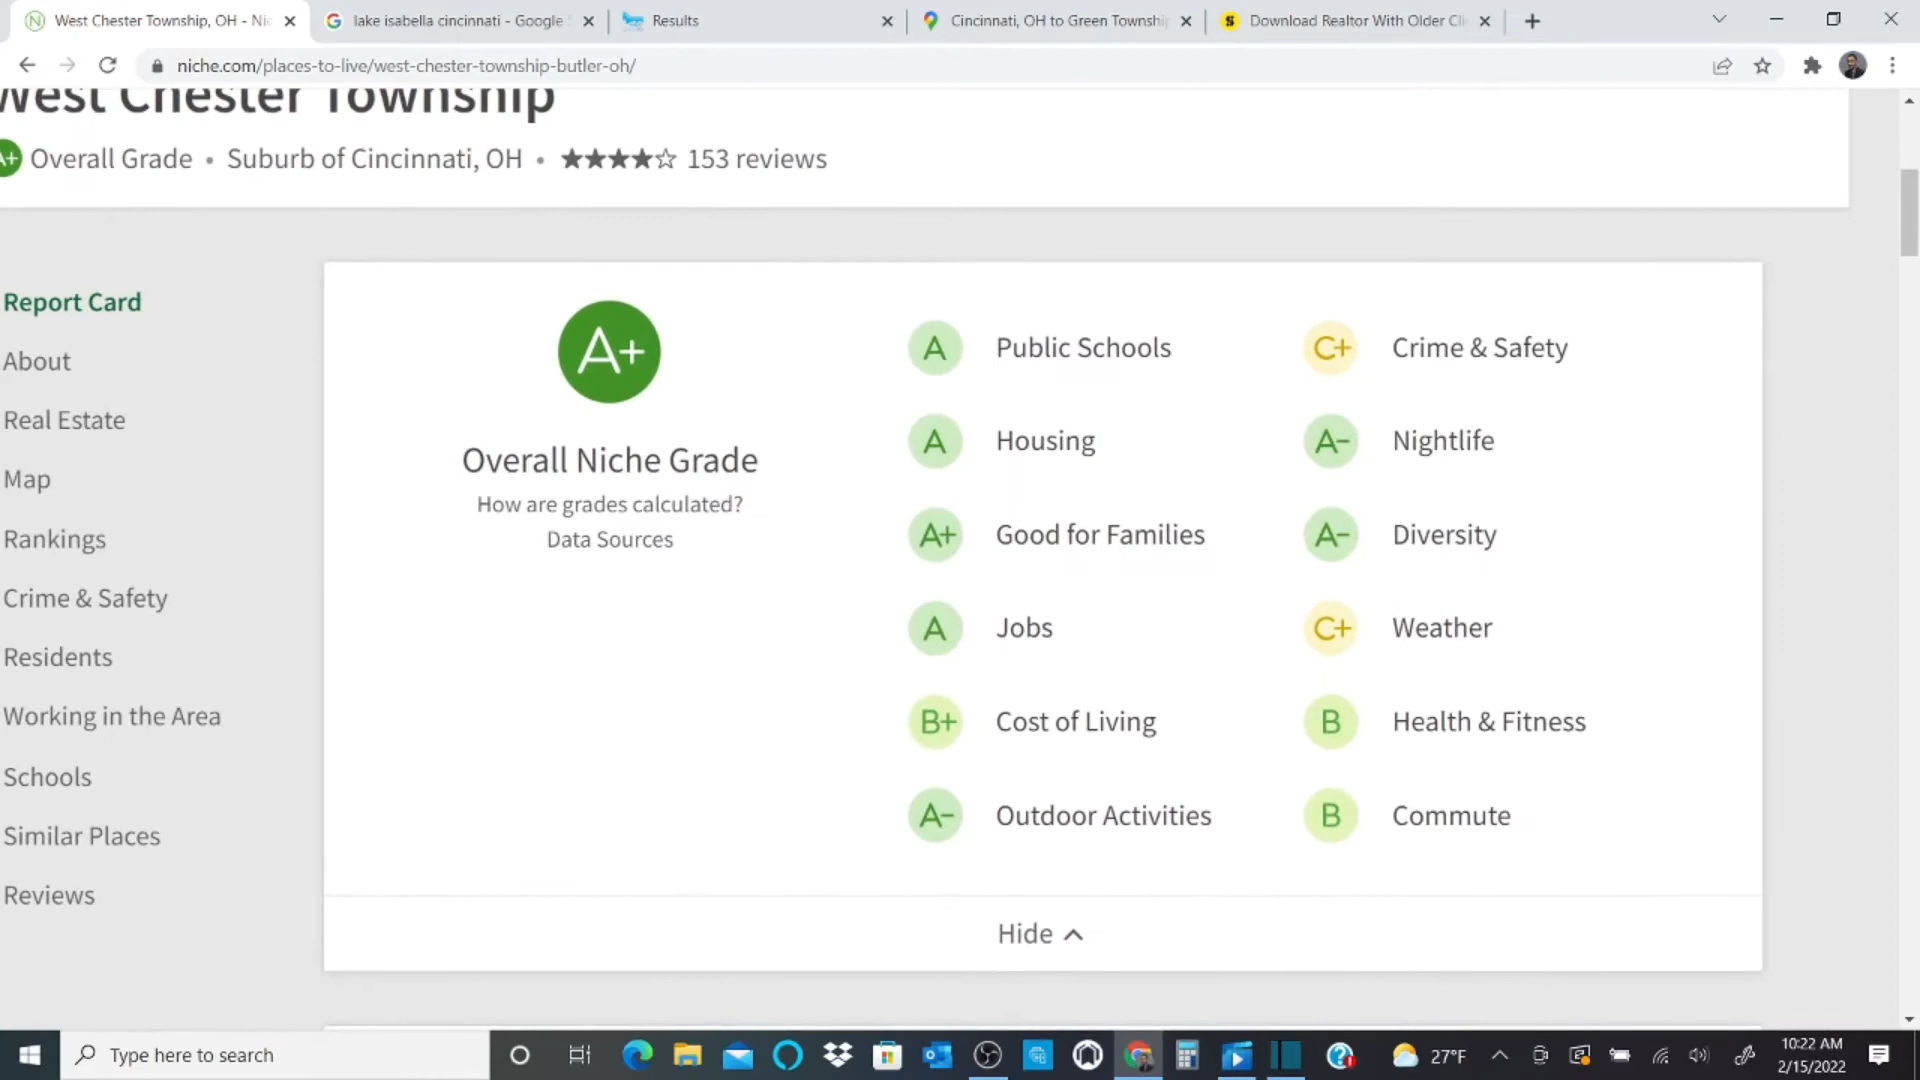 West Chester Township, OH - Nic
lake isabella cincinnati - Google S
Results
Cincinnati, OH to Green Townshi
Download Realtor With Older Cli
niche.com/places-to-live/west-chester-township-butler-oh/
West Chester Township
A+ Overall Grade • Suburb of Cincinnati, OH • ★★★★☆ 153 reviews
Report Card
About
Real Estate
Map
Rankings
Crime & Safety
Residents
Working in the Area
Schools
Similar Places
Reviews
A+
Overall Niche Grade
How are grades calculated?
Data Sources
A Public Schools
A Housing
A+ Good for Families
A Jobs
B+ Cost of Living
A- Outdoor Activities
C+ Crime & Safety
A- Nightlife
A- Diversity
C+ Weather
B Health & Fitness
B Commute
Hide
Type here to search
27°F
10:22 AM
2/15/2022